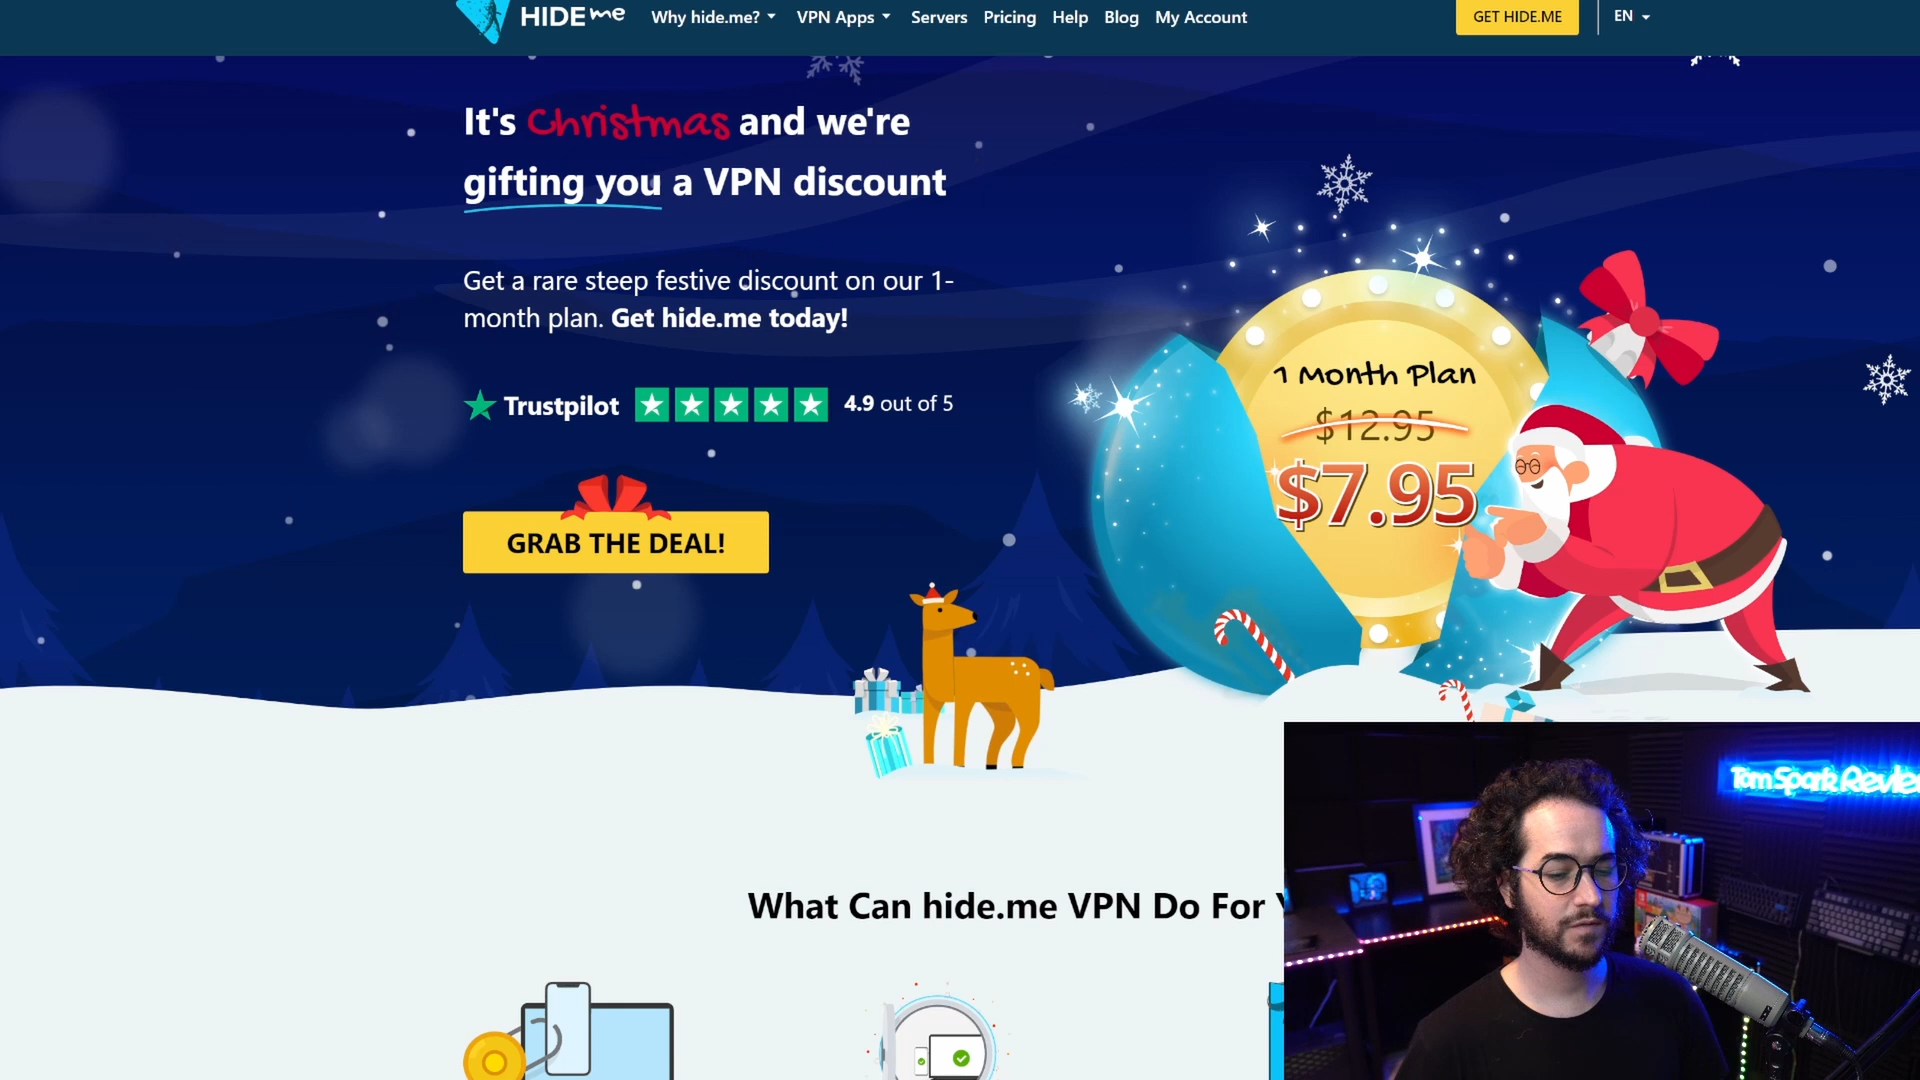 HIDE me
Why hide.me? VPN Apps Servers Pricing Help Blog My Account
GET HIDE.ME
EN
It's Christmas and we're
gifting you a VPN discount
Get a rare steep festive discount on our 1-
month plan. Get hide.me today!
Trustpilot 4.9 out of 5
GRAB THE DEAL!
1 Month Plan
$12.95
$7.95
What Can hide.me VPN Do For
Tom Spark Revie